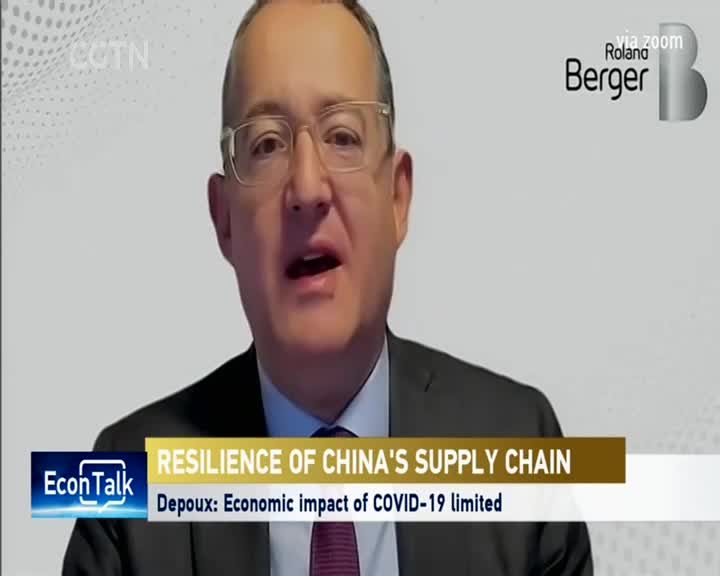 CGTN
via zoom
Roland
Berger
B
RESILIENCE OF CHINA'S SUPPLY CHAIN
EconTalk
Depoux: Economic impact of COVID-19 limited